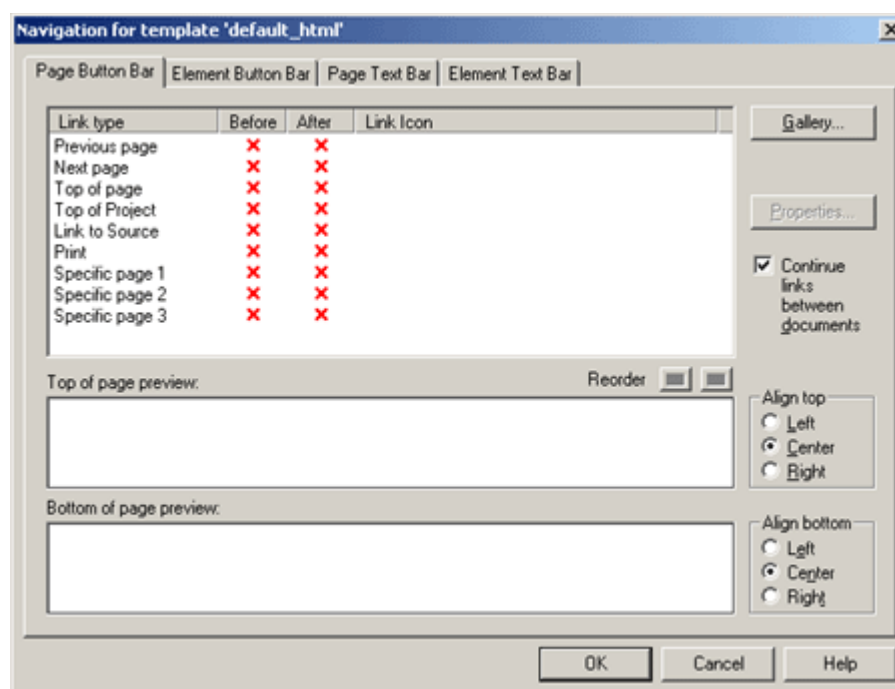 Navigation for template 'default_html'
Page Button Bar Element Button Bar Page Text Bar Element Text Bar
Link type Before After Link Icon
Previous page
Next page
Top of page
Top of Project
Link to Source
Print
Specific page 1
Specific page 2
Specific page 3
Gallery...
Properties...
Continue
links
between
documents
Top of page preview: Reorder
Align top
Left
Center
Right
Bottom of page preview:
Align bottom
Left
Center
Right
OK Cancel Help